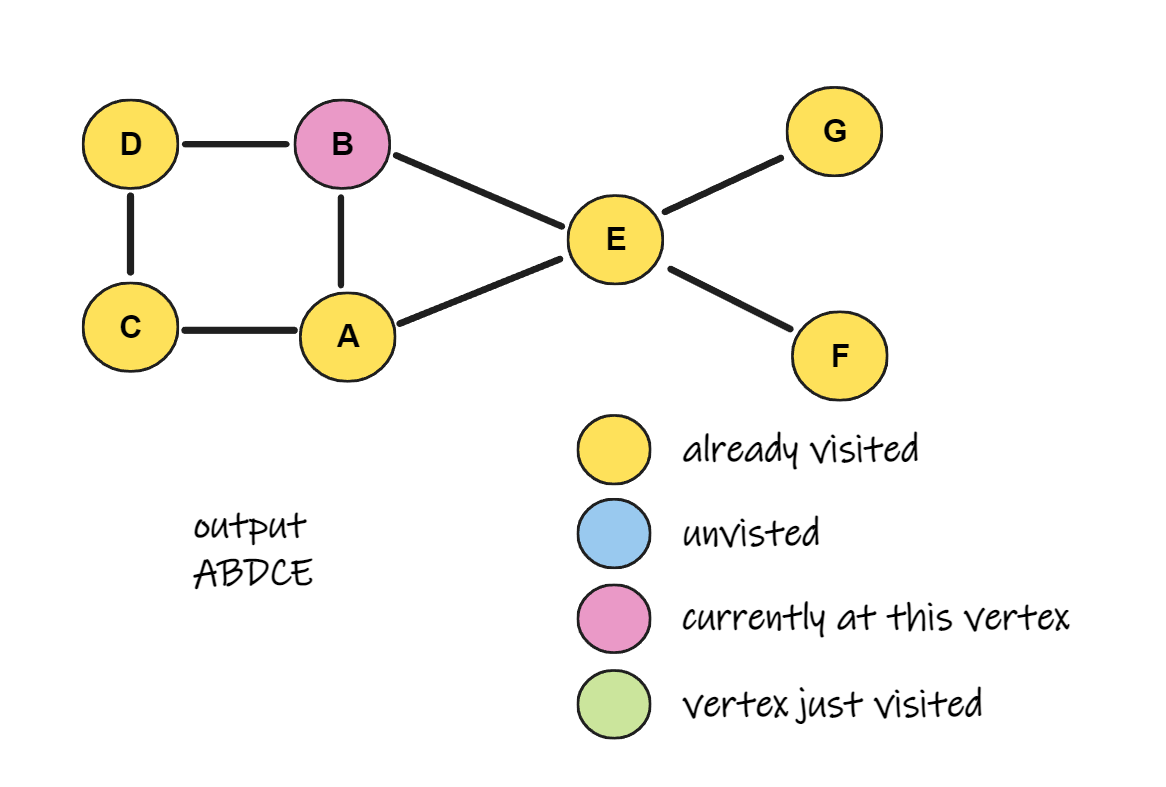 D
B
G
E
C
A
F
already visited
output
ABDCE
unvisted
currently at this vertex
vertex just visited